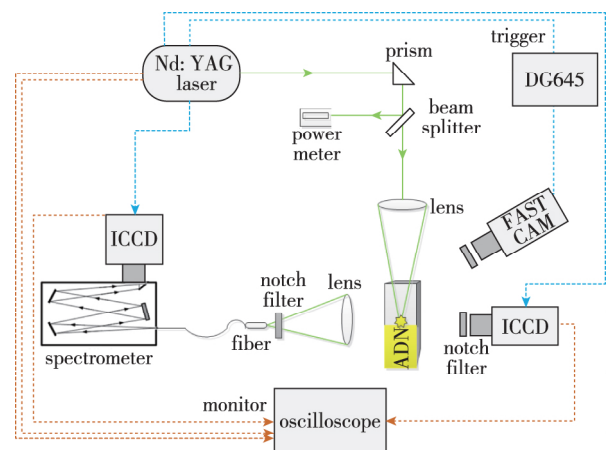 trigger
Nd: YAG
laser
prism
DG645
beam
splitter
power
meter
lens
FAST
CAM
ICCD
notch
filter
lens
fiber
spectrometer
ADN
ICCD
notch
filter
monitor
oscilloscope